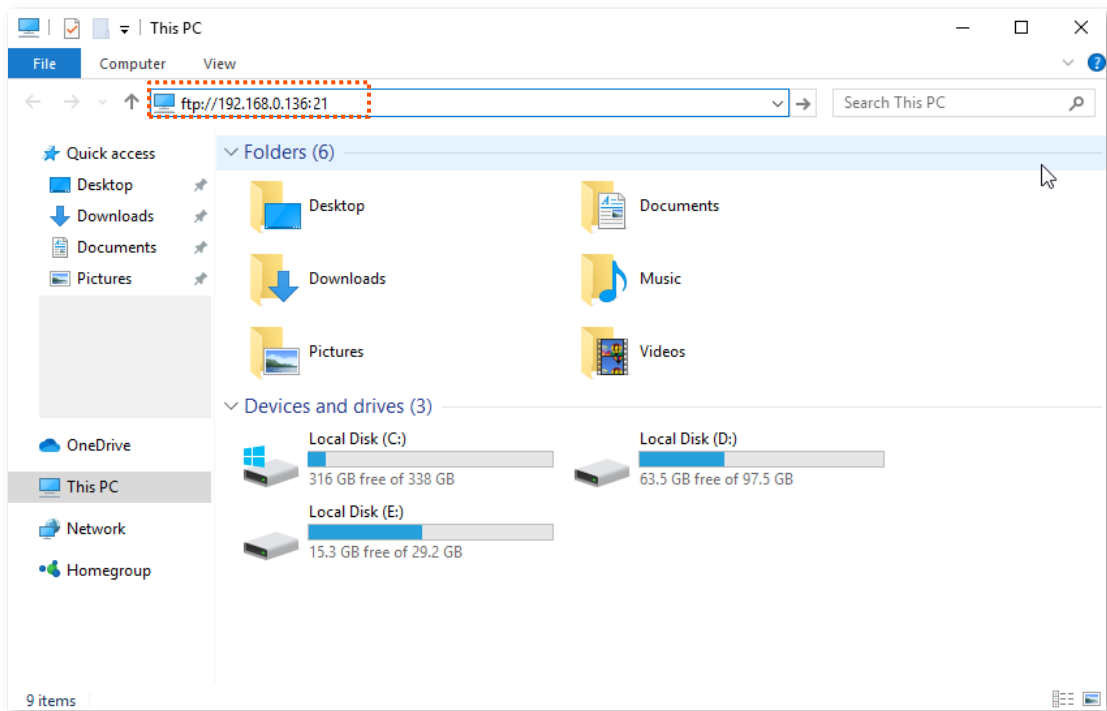 This PC
File Computer View
ftp://192.168.0.136:21
Search This PC
Quick access
Desktop
Downloads
Documents
Pictures
OneDrive
This PC
Network
Homegroup
Folders (6)
Desktop
Documents
Downloads
Music
Pictures
Videos
Devices and drives (3)
Local Disk (C:)
316 GB free of 338 GB
Local Disk (D:)
63.5 GB free of 97.5 GB
Local Disk (E:)
15.3 GB free of 29.2 GB
9 items